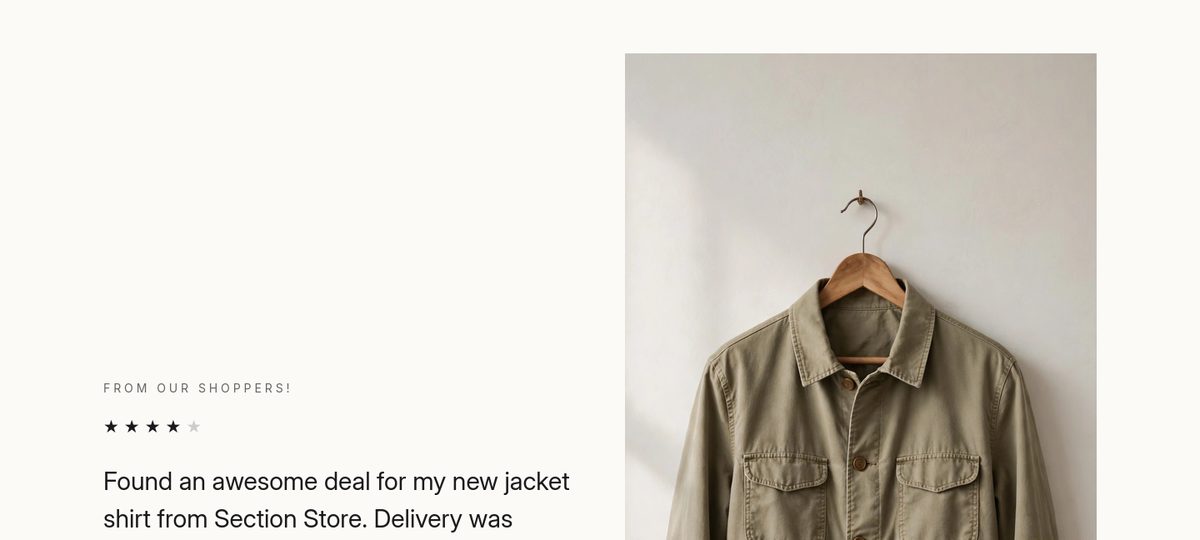 FROM OUR SHOPPERS!
Found an awesome deal for my new jacket
shirt from Section Store. Delivery was